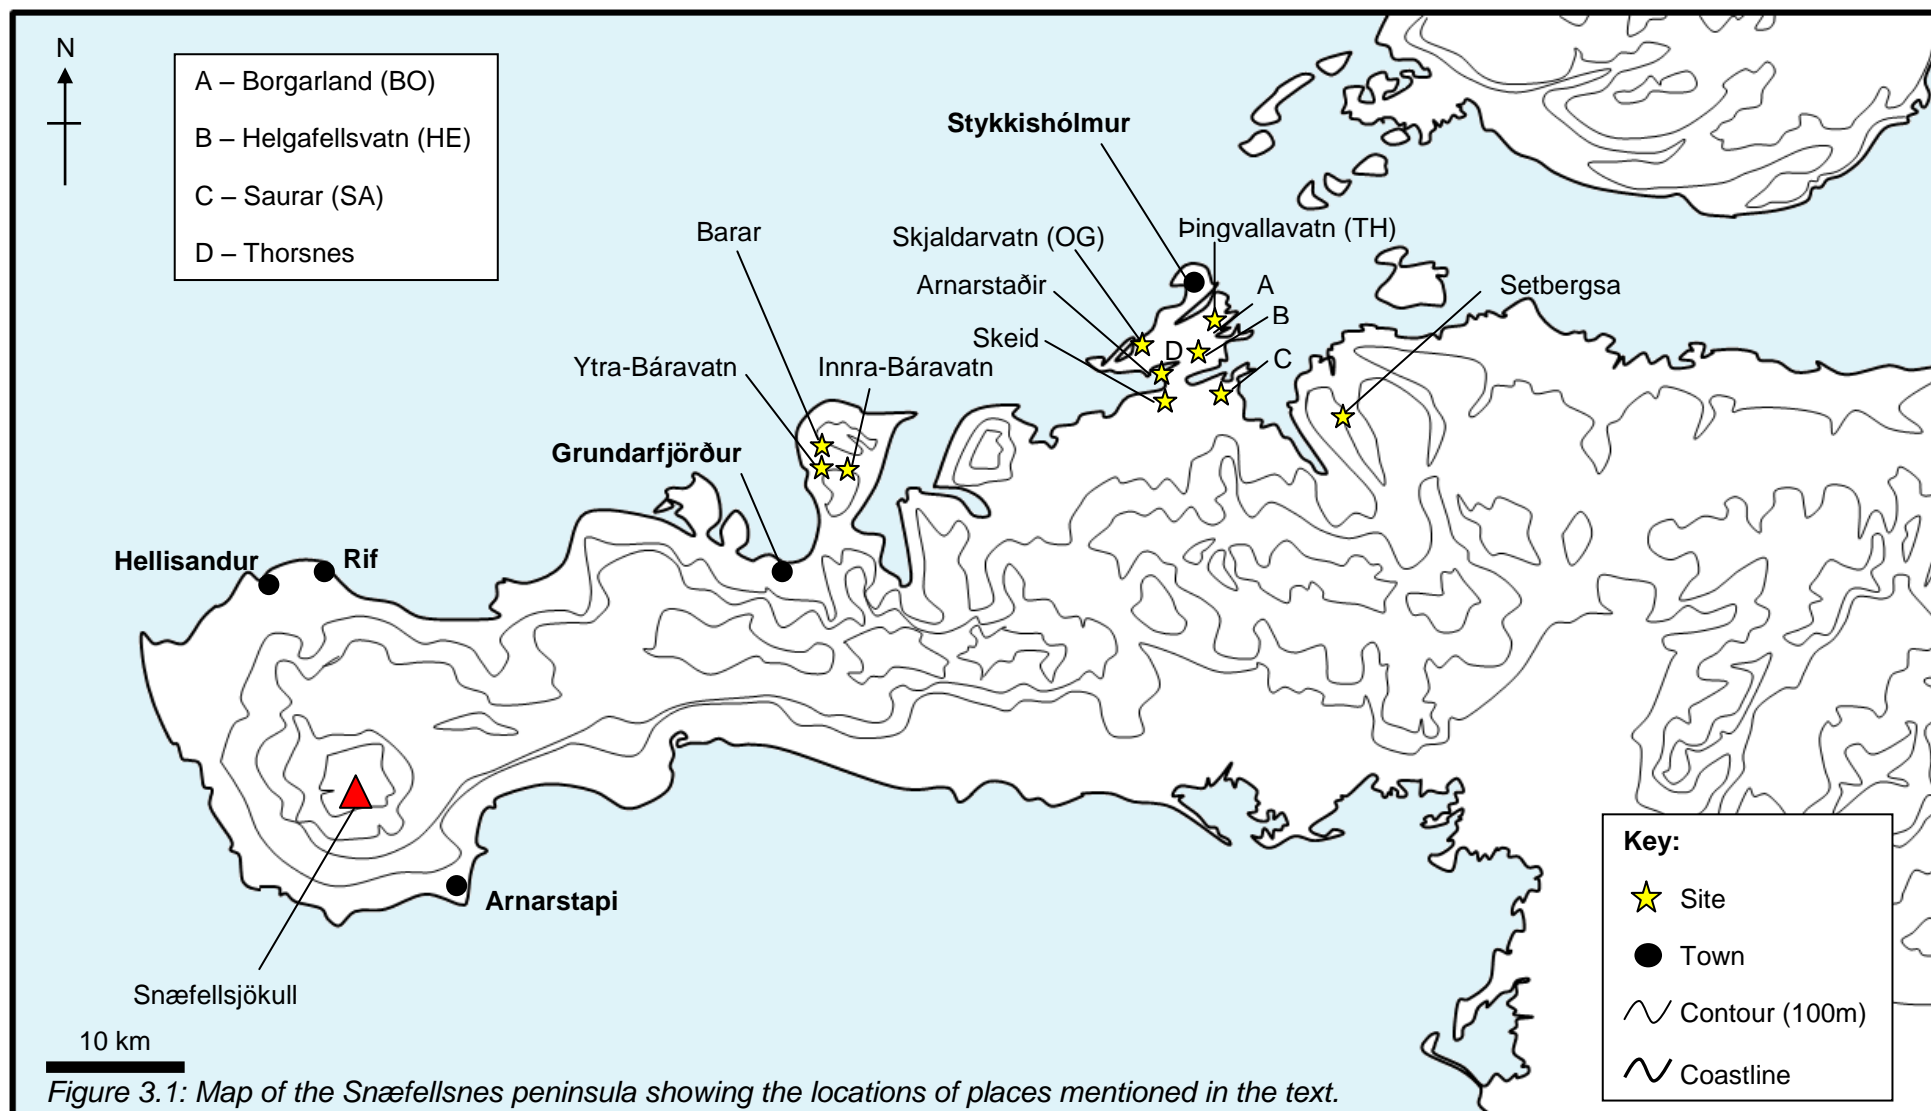 N
A – Borgarland (BO)
B – Helgafellsvatn (HE)
C – Saurar (SA)
D – Thorsnes
Stykkishólmur
Barar
Skjaldarvatn (OG)
Þingvallavatn (TH)
Arnarstaðir
A
Setbergsa
B
Skeid
D
C
Ytra-Báravatn
Innra-Báravatn
Grundarfjörður
Hellisandur
Rif
Arnarstapi
Snæfellsjökull
Key:
Site
Town
Contour (100m)
Coastline
10 km
Figure 3.1: Map of the Snæfellsnes peninsula showing the locations of places mentioned in the text.